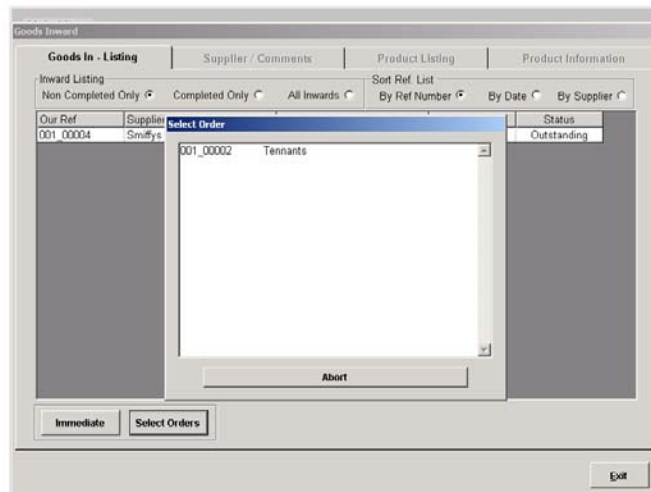 Goods Inward
Goods In - Listing Supplier / Comments Product Listing Product Information
Inward Listing Sort Ref. List
Non Completed Only Completed Only All Inwards By Ref Number By Date By Supplier
Our Ref Supplier Status
001_00004 Smiffys Outstanding
Select Order
001_00002 Tennants
Abort
Immediate Select Orders
Exit